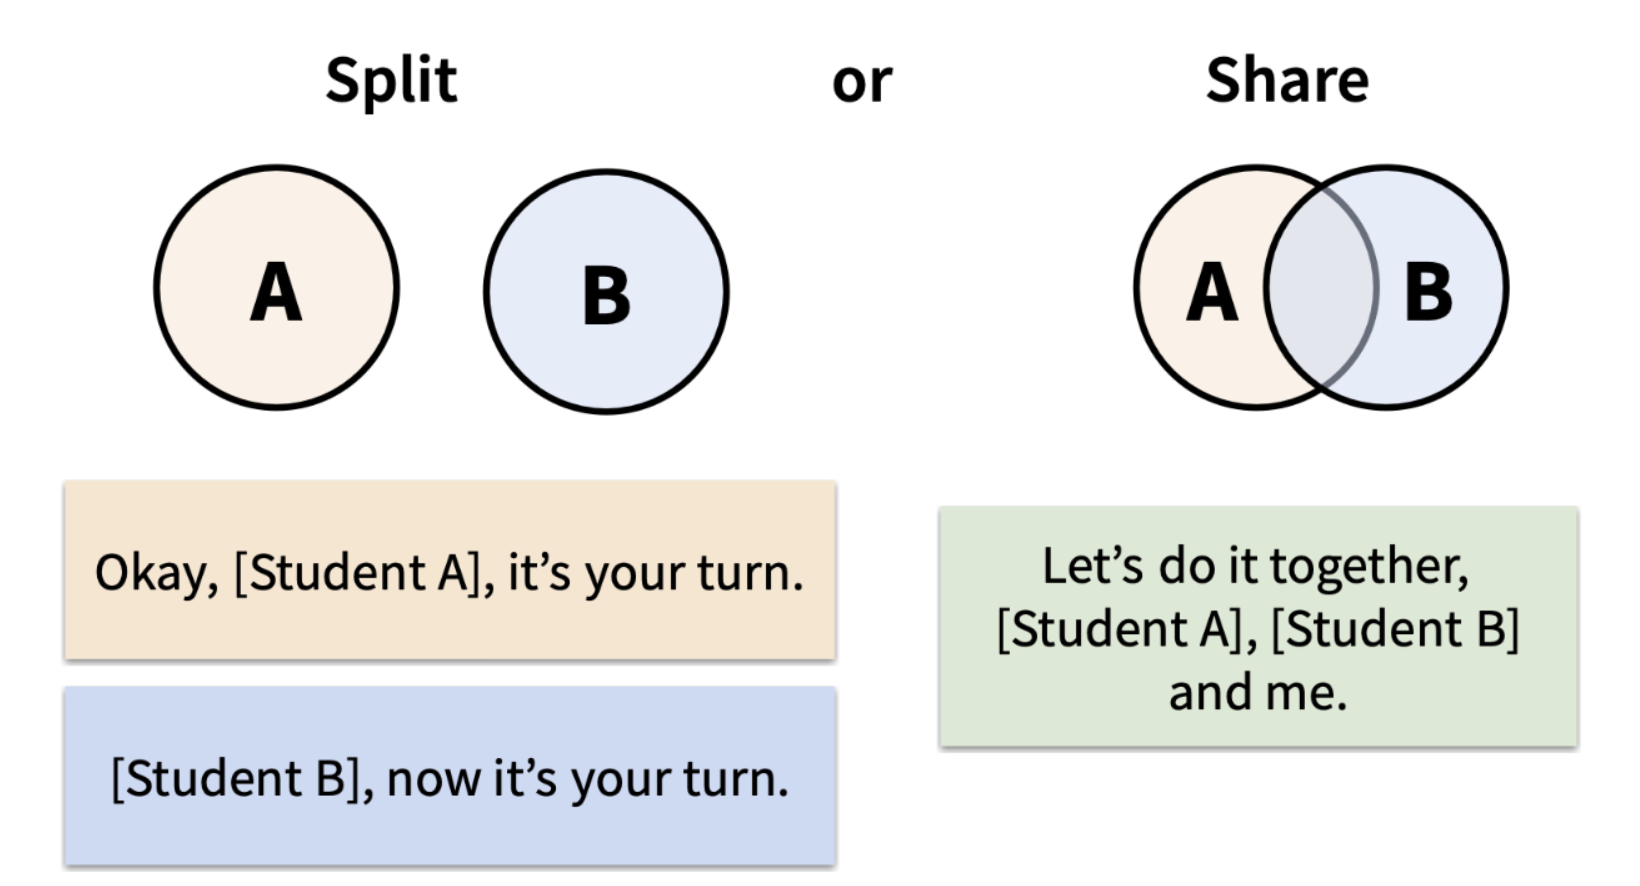 Split or Share
A B A B
Okay, [Student A], it’s your turn.
[Student B], now it’s your turn.
Let’s do it together,
[Student A], [Student B]
and me.